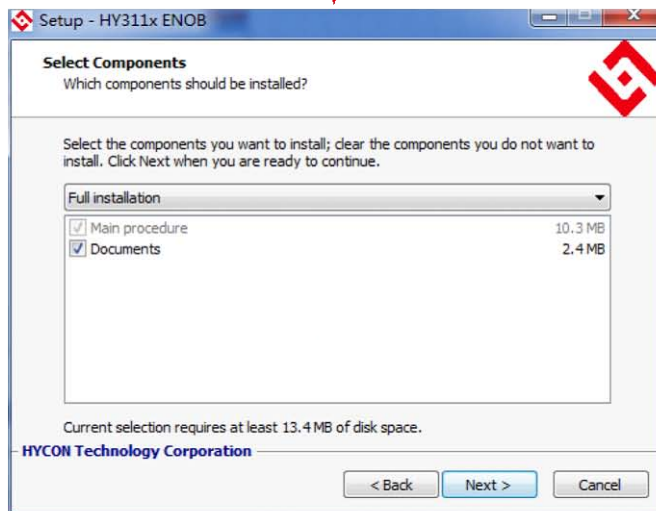 Setup - HY311x ENOB
Select Components
Which components should be installed?
Select the components you want to install; clear the components you do not want to
install. Click Next when you are ready to continue.
Full installation
Main procedure 10.3 MB
Documents 2.4 MB
Current selection requires at least 13.4 MB of disk space.
HYCON Technology Corporation
< Back Next > Cancel